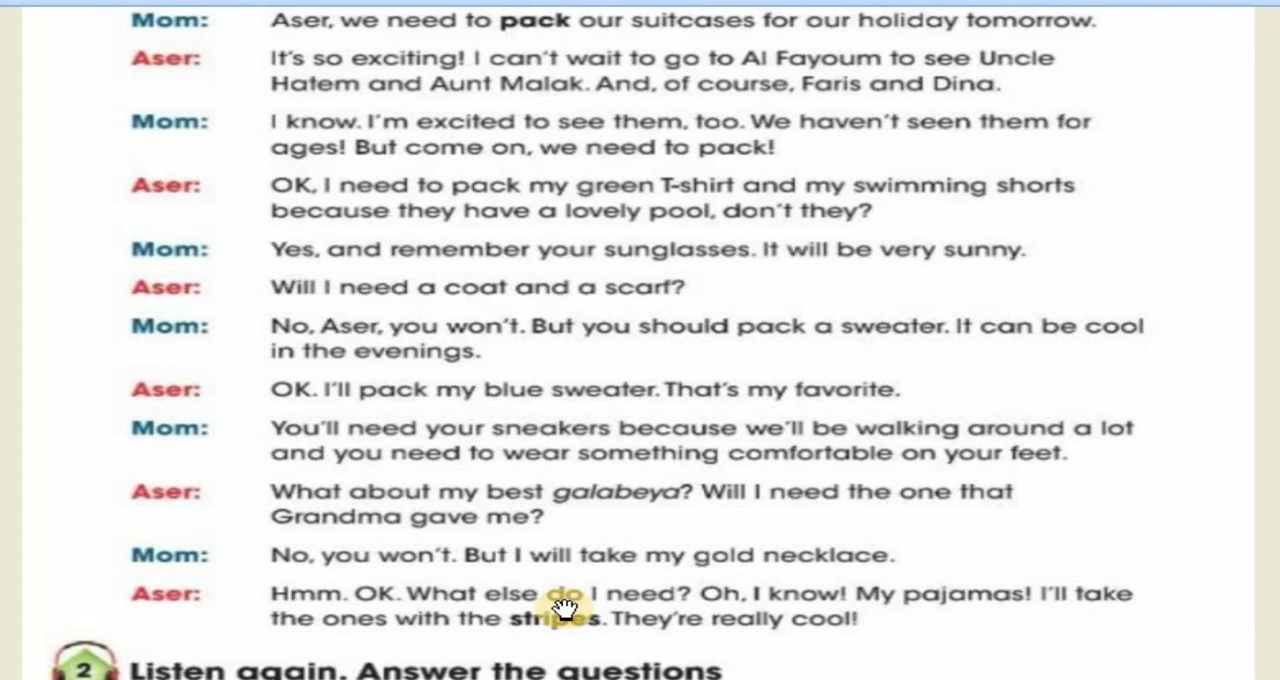 Mom: Aser, we need to pack our suitcases for our holiday tomorrow.
Aser: It's so exciting! I can't wait to go to Al Fayoum to see Uncle
Hatem and Aunt Malak. And, of course, Faris and Dina.
Mom: I know. I'm excited to see them, too. We haven't seen them for
ages! But come on, we need to pack!
Aser: OK, I need to pack my green T-shirt and my swimming shorts
because they have a lovely pool, don't they?
Mom: Yes, and remember your sunglasses. It will be very sunny.
Aser: Will I need a coat and a scarf?
Mom: No, Aser, you won't. But you should pack a sweater. It can be cool
in the evenings.
Aser: OK. I'll pack my blue sweater. That's my favorite.
Mom: You'll need your sneakers because we'll be walking around a lot
and you need to wear something comfortable on your feet.
Aser: What about my best galabeya? Will I need the one that
Grandma gave me?
Mom: No, you won't. But I will take my gold necklace.
Aser: Hmm. OK. What else do I need? Oh, I know! My pajamas! I'll take
the ones with the stripes. They're really cool!
2 Listen again. Answer the questions